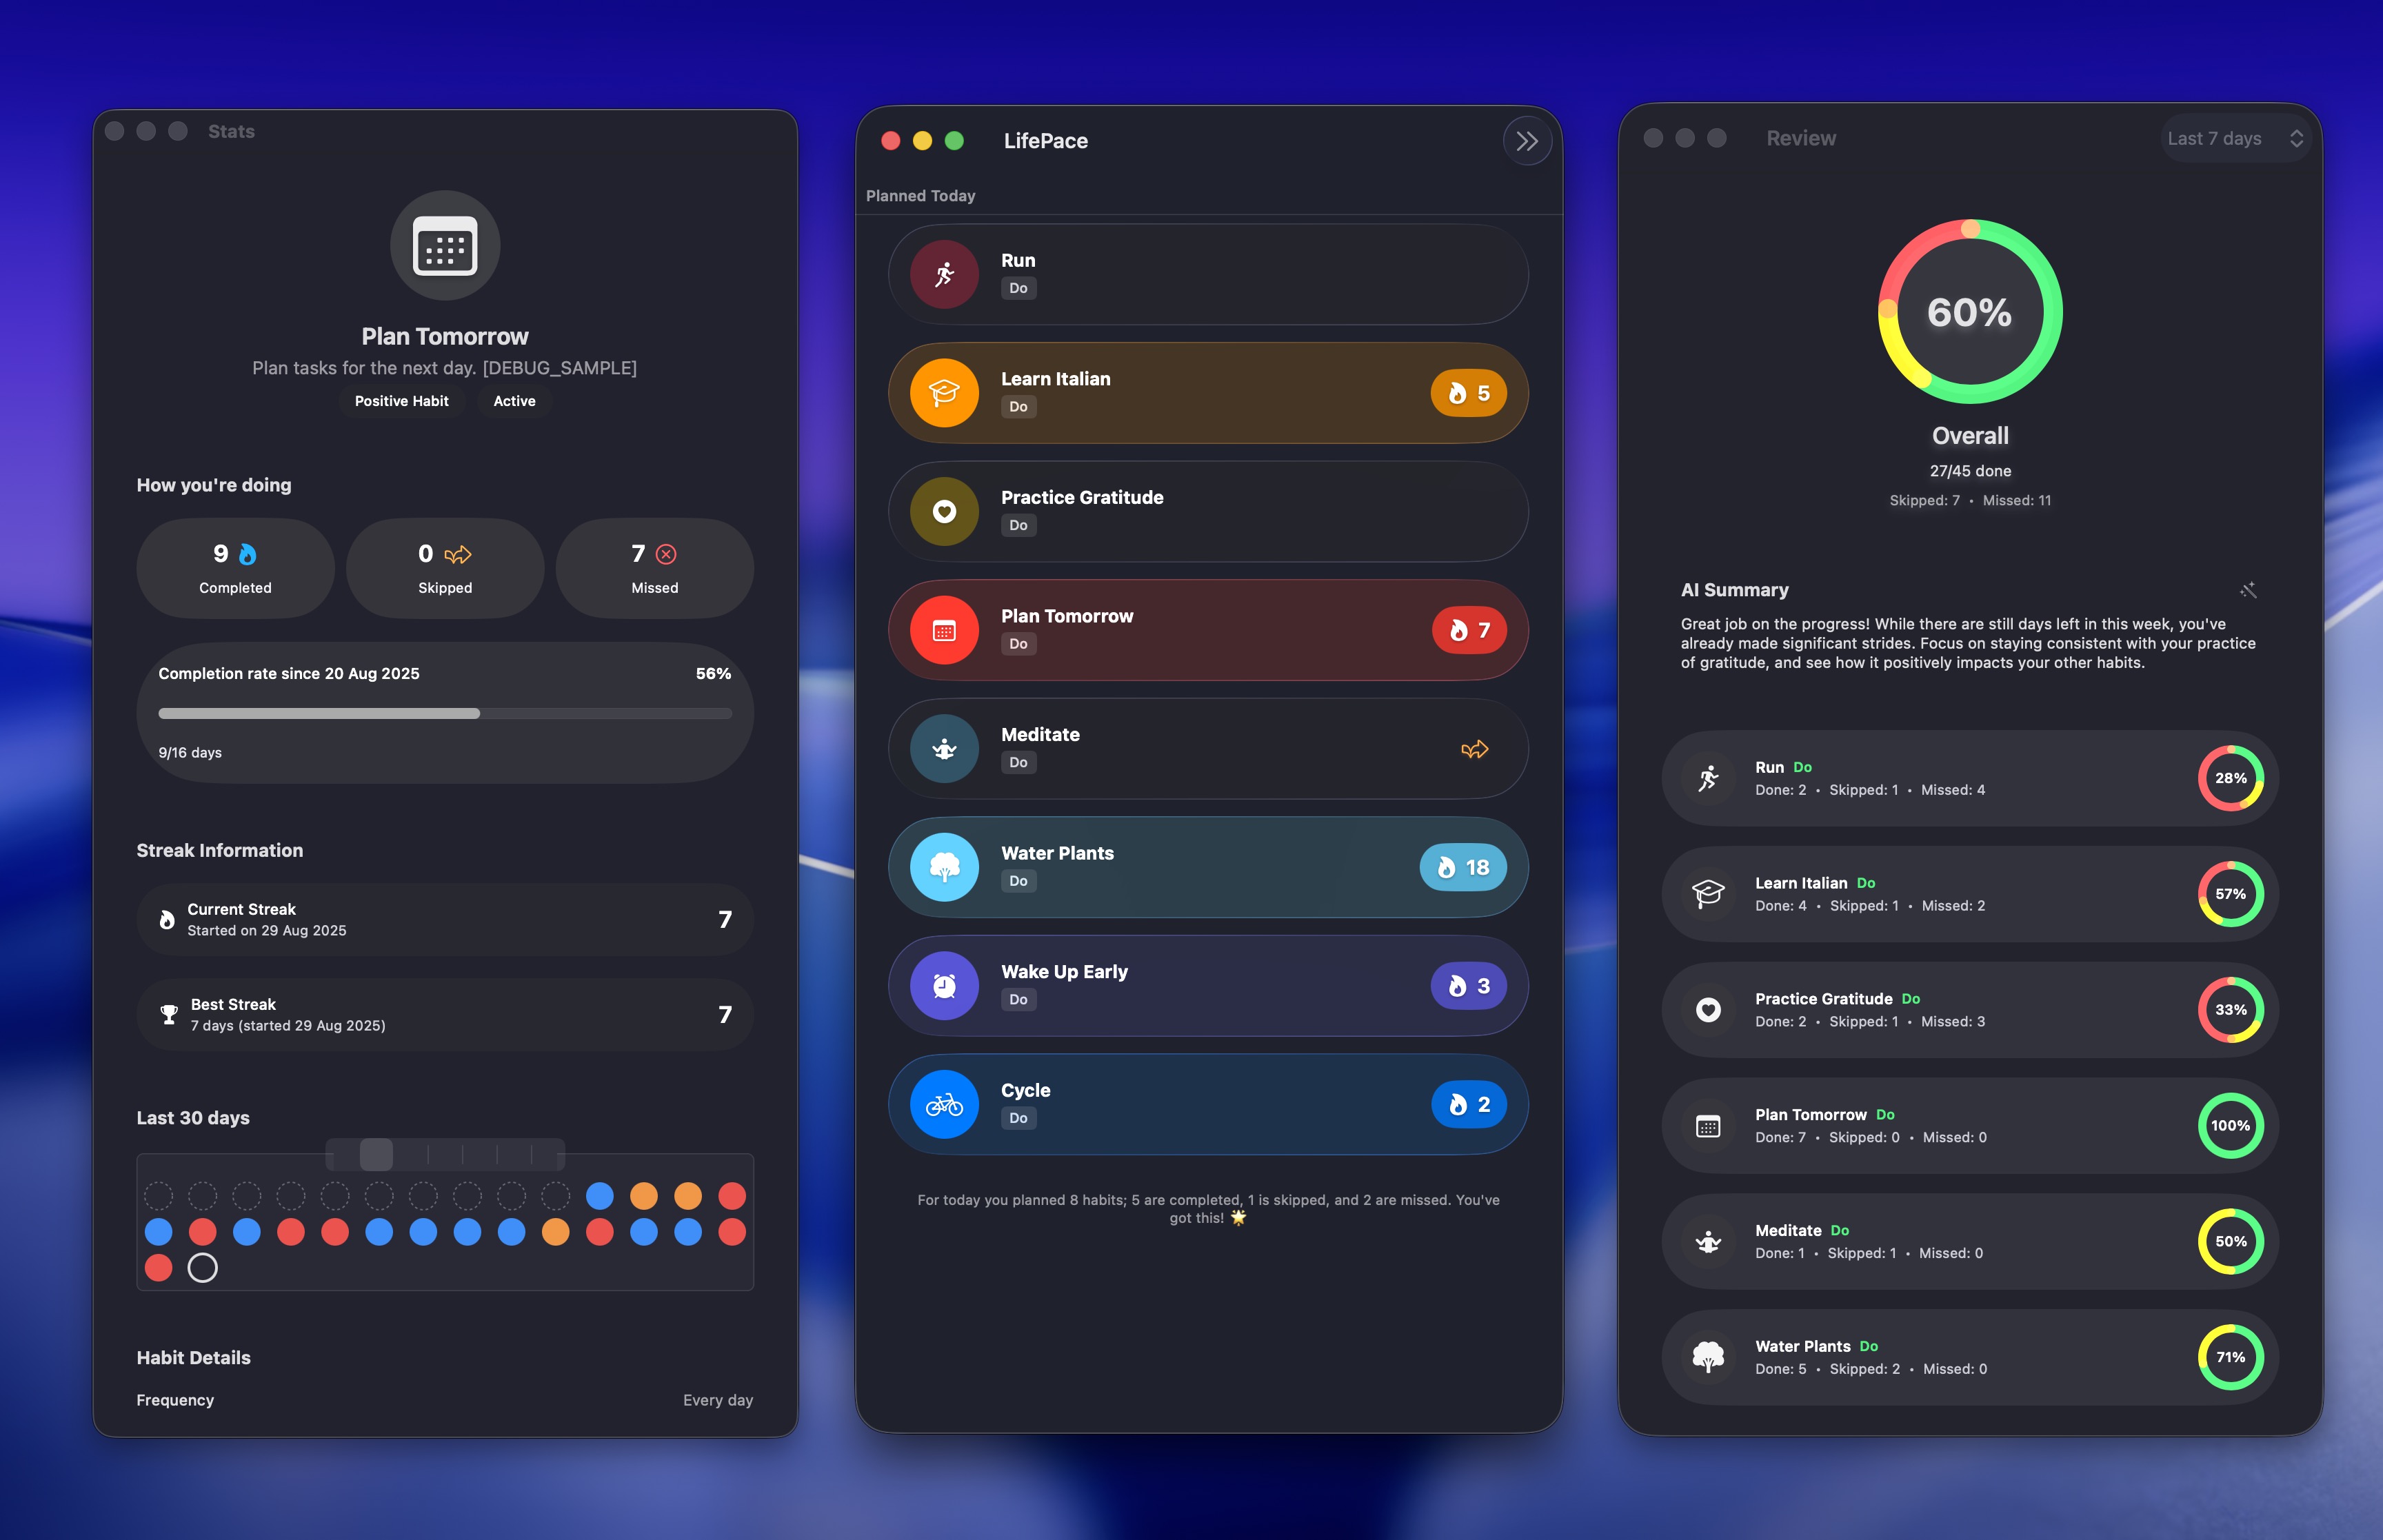 Stats
Plan Tomorrow
Plan tasks for the next day. [DEBUG_SAMPLE]
Positive Habit
Active
How you're doing
9
Completed
0
Skipped
7
Missed
Completion rate since 20 Aug 2025
56%
9/16 days
Streak Information
Current Streak
Started on 29 Aug 2025
7
Best Streak
7 days (started 29 Aug 2025)
7
Last 30 days
Habit Details
Frequency
Every day
LifePace
Planned Today
Run
Do
Learn Italian
Do
5
Practice Gratitude
Do
Plan Tomorrow
Do
7
Meditate
Do
Water Plants
Do
18
Wake Up Early
Do
3
Cycle
Do
2
For today you planned 8 habits; 5 are completed, 1 is skipped, and 2 are missed. You've
got this! 🌟
Review
Last 7 days
60%
Overall
27/45 done
Skipped: 7 • Missed: 11
AI Summary
Great job on the progress! While there are still days left in this week, you've
already made significant strides. Focus on staying consistent with your practice
of gratitude, and see how it positively impacts your other habits.
Run Do
Done: 2 • Skipped: 1 • Missed: 4
28%
Learn Italian Do
Done: 4 • Skipped: 1 • Missed: 2
57%
Practice Gratitude Do
Done: 2 • Skipped: 1 • Missed: 3
33%
Plan Tomorrow Do
Done: 7 • Skipped: 0 • Missed: 0
100%
Meditate Do
Done: 1 • Skipped: 1 • Missed: 0
50%
Water Plants Do
Done: 5 • Skipped: 2 • Missed: 0
71%